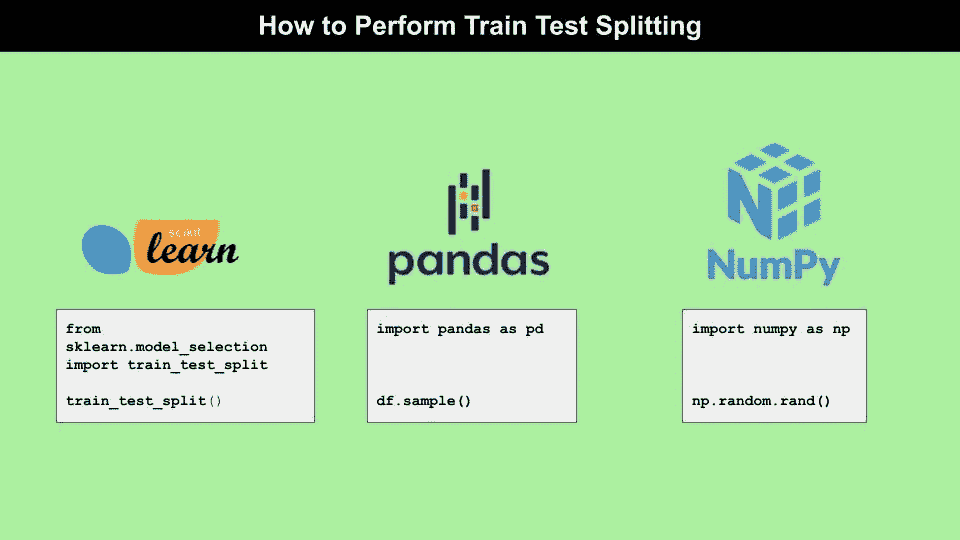 How to Perform Train Test Splitting
scikit
learn
pandas
NumPy
from
sklearn.model_selection
import train_test_split
train_test_split()
import pandas as pd
df.sample()
import numpy as np
np.random.rand()